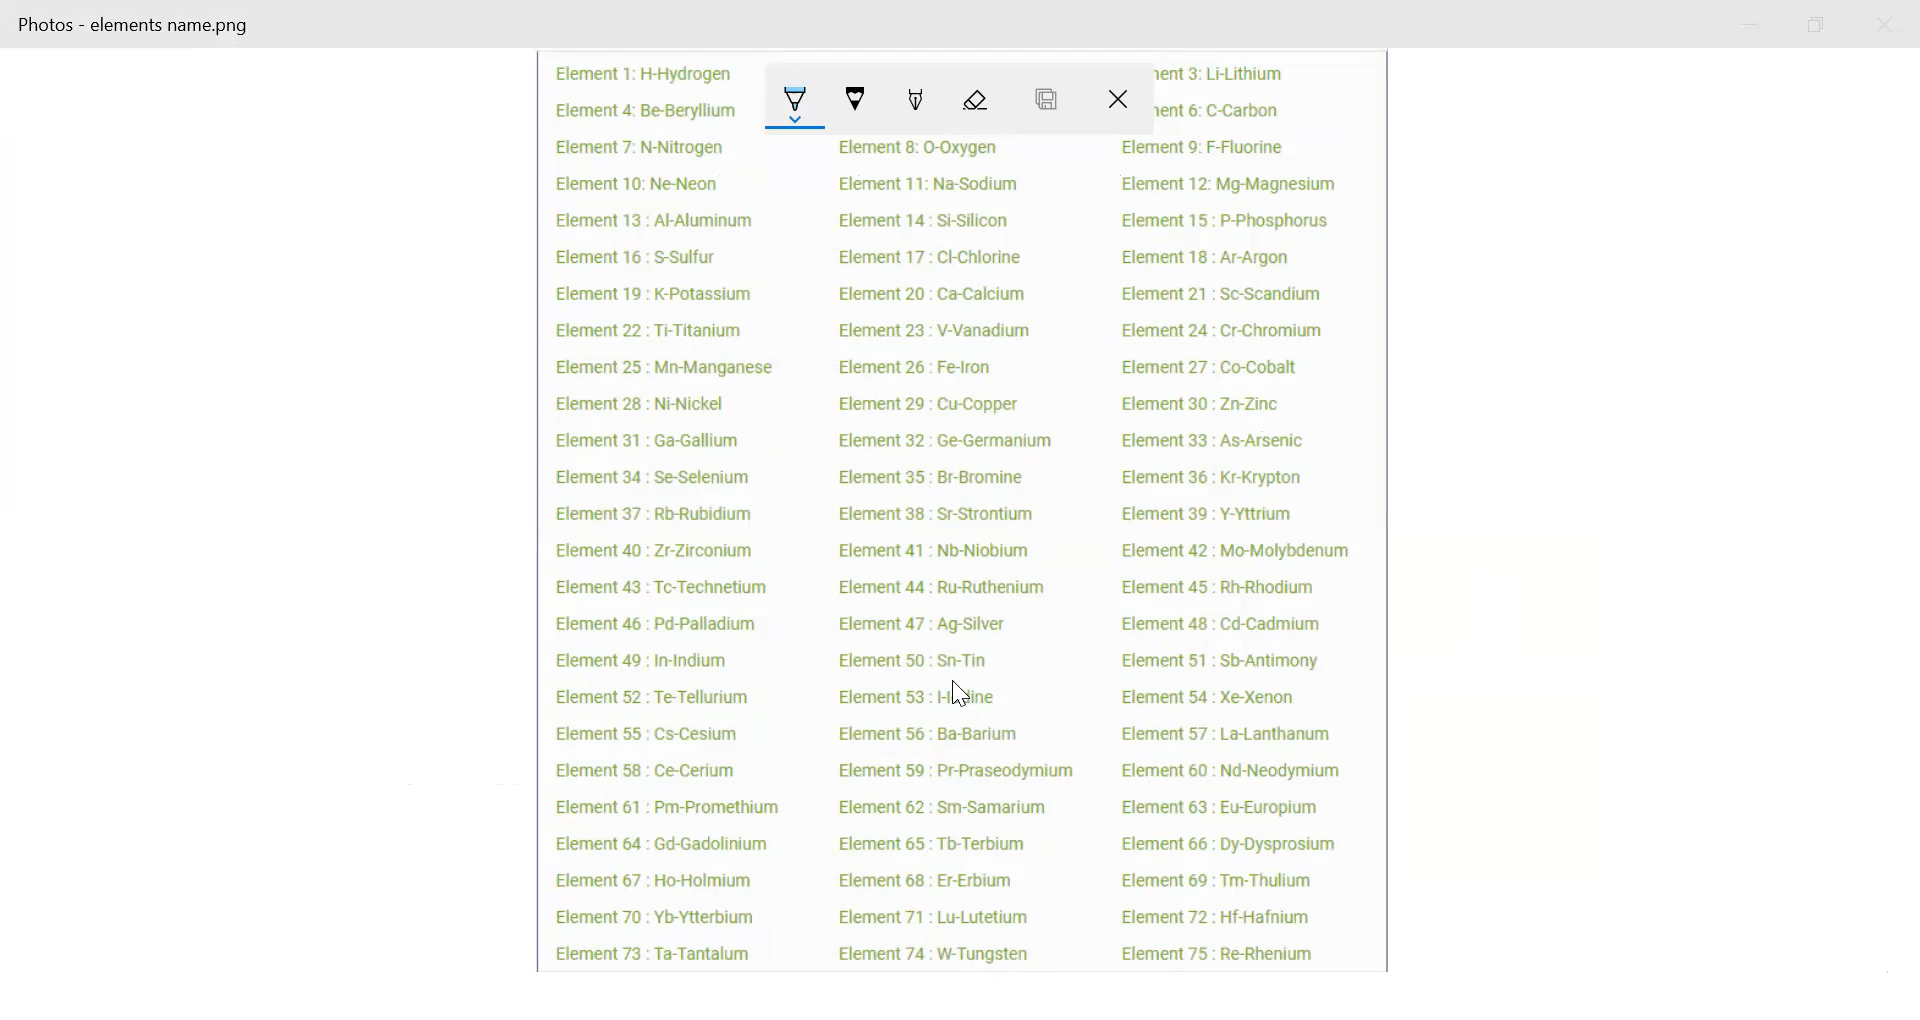 Photos - elements name.png
Element 1: H-Hydrogen 3: Li-Lithium
Element 4: Be-Beryllium 6: C-Carbon
Element 7: N-Nitrogen Element 8: O-Oxygen Element 9: F-Fluorine
Element 10: Ne-Neon Element 11: Na-Sodium Element 12: Mg-Magnesium
Element 13 : Al-Aluminum Element 14 : Si-Silicon Element 15 : P-Phosphorus
Element 16 : S-Sulfur Element 17 : Cl-Chlorine Element 18 : Ar-Argon
Element 19 : K-Potassium Element 20 : Ca-Calcium Element 21 : Sc-Scandium
Element 22 : Ti-Titanium Element 23 : V-Vanadium Element 24 : Cr-Chromium
Element 25 : Mn-Manganese Element 26 : Fe-Iron Element 27 : Co-Cobalt
Element 28 : Ni-Nickel Element 29 : Cu-Copper Element 30 : Zn-Zinc
Element 31 : Ga-Gallium Element 32 : Ge-Germanium Element 33 : As-Arsenic
Element 34 : Se-Selenium Element 35 : Br-Bromine Element 36 : Kr-Krypton
Element 37 : Rb-Rubidium Element 38 : Sr-Strontium Element 39 : Y-Yttrium
Element 40 : Zr-Zirconium Element 41 : Nb-Niobium Element 42 : Mo-Molybdenum
Element 43 : Tc-Technetium Element 44 : Ru-Ruthenium Element 45 : Rh-Rhodium
Element 46 : Pd-Palladium Element 47 : Ag-Silver Element 48 : Cd-Cadmium
Element 49 : In-Indium Element 50 : Sn-Tin Element 51 : Sb-Antimony
Element 52 : Te-Tellurium Element 53 : Element 54 : Xe-Xenon
Element 55 : Cs-Cesium Element 56 : Ba-Barium Element 57 : La-Lanthanum
Element 58 : Ce-Cerium Element 59 : Pr-Praseodymium Element 60 : Nd-Neodymium
Element 61 : Pm-Promethium Element 62 : Sm-Samarium Element 63 : Eu-Europium
Element 64 : Gd-Gadolinium Element 65 : Tb-Terbium Element 66 : Dy-Dysprosium
Element 67 : Ho-Holmium Element 68 : Er-Erbium Element 69 : Tm-Thulium
Element 70 : Yb-Ytterbium Element 71 : Lu-Lutetium Element 72 : Hf-Hafnium
Element 73 : Ta-Tantalum Element 74 : W-Tungsten Element 75 : Re-Rhenium